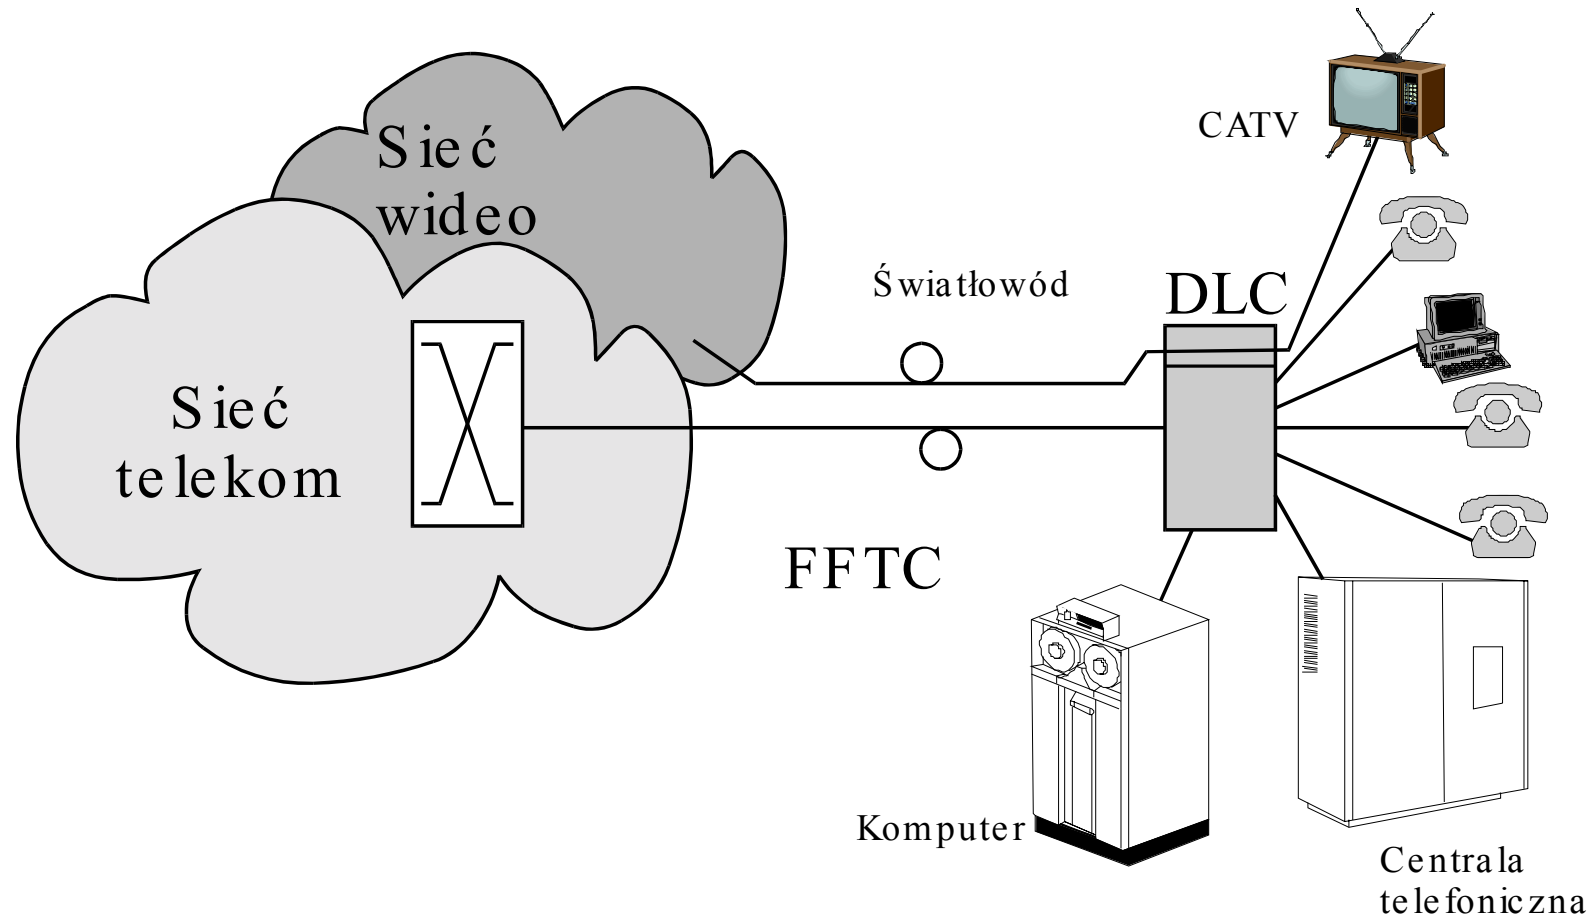 Sieć
wideo
CATV
Światłowód
DLC
Sieć
telekom
FFTC
Komputer
Centrala
telefoniczna